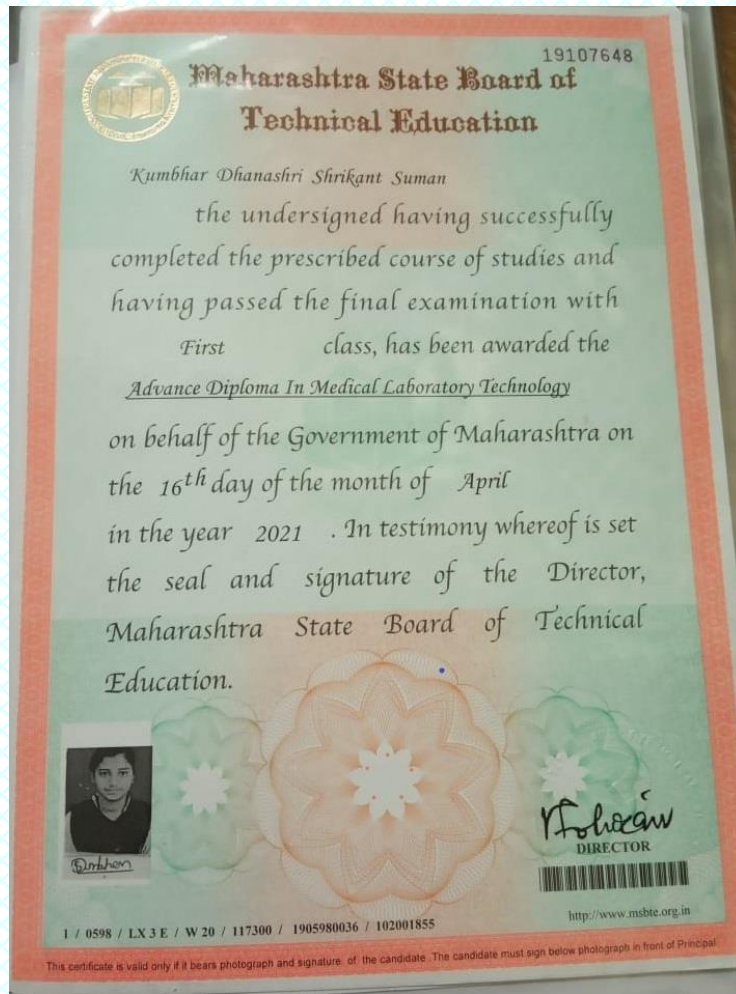 19107648
Maharashtra State Board of
Technical Education
Kumbhar Dhanashri Shrikant Suman
the undersigned having successfully
completed the prescribed course of studies and
having passed the final examination with
First class, has been awarded the
Advance Diploma In Medical Laboratory Technology
on behalf of the Government of Maharashtra on
the 16th day of the month of April
in the year 2021 . In testimony whereof is set
the seal and signature of the Director,
Maharashtra State Board of Technical
Education.
DIRECTOR
http://www.msbte.org.in
1 / 0598 / LX 3 E / W 20 / 117300 / 1905980036 / 102001855
This certificate is valid only if it bears photograph and signature of the candidate .The candidate must sign below photograph in front of Principal